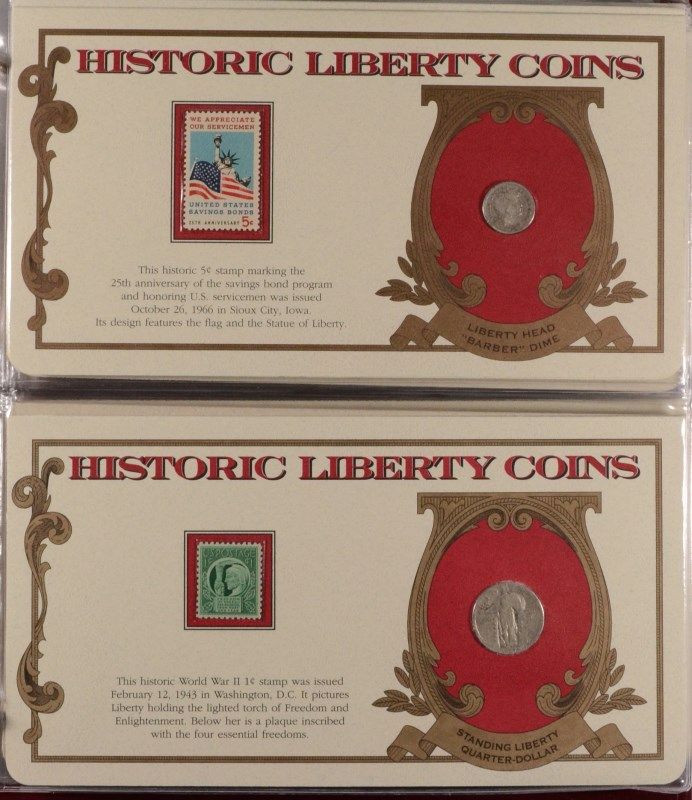 HISTORIC LIBERTY COINS
WE APPRECIATE
OUR SERVICEMEN
UNITED STATES
SAVINGS BONDS
25TH ANNIVERSARY 5¢
This historic 5¢ stamp marking the
25th anniversary of the savings bond program
and honoring U.S. servicemen was issued
October 26, 1966 in Sioux City, Iowa.
Its design features the flag and the Statue of Liberty.
LIBERTY HEAD
"BARBER" DIME
HISTORIC LIBERTY COINS
U.S. POSTAGE
This historic World War II 1¢ stamp was issued
February 12, 1943 in Washington, D.C. It pictures
Liberty holding the lighted torch of Freedom and
Enlightenment. Below her is a plaque inscribed
with the four essential freedoms.
STANDING LIBERTY
QUARTER-DOLLAR